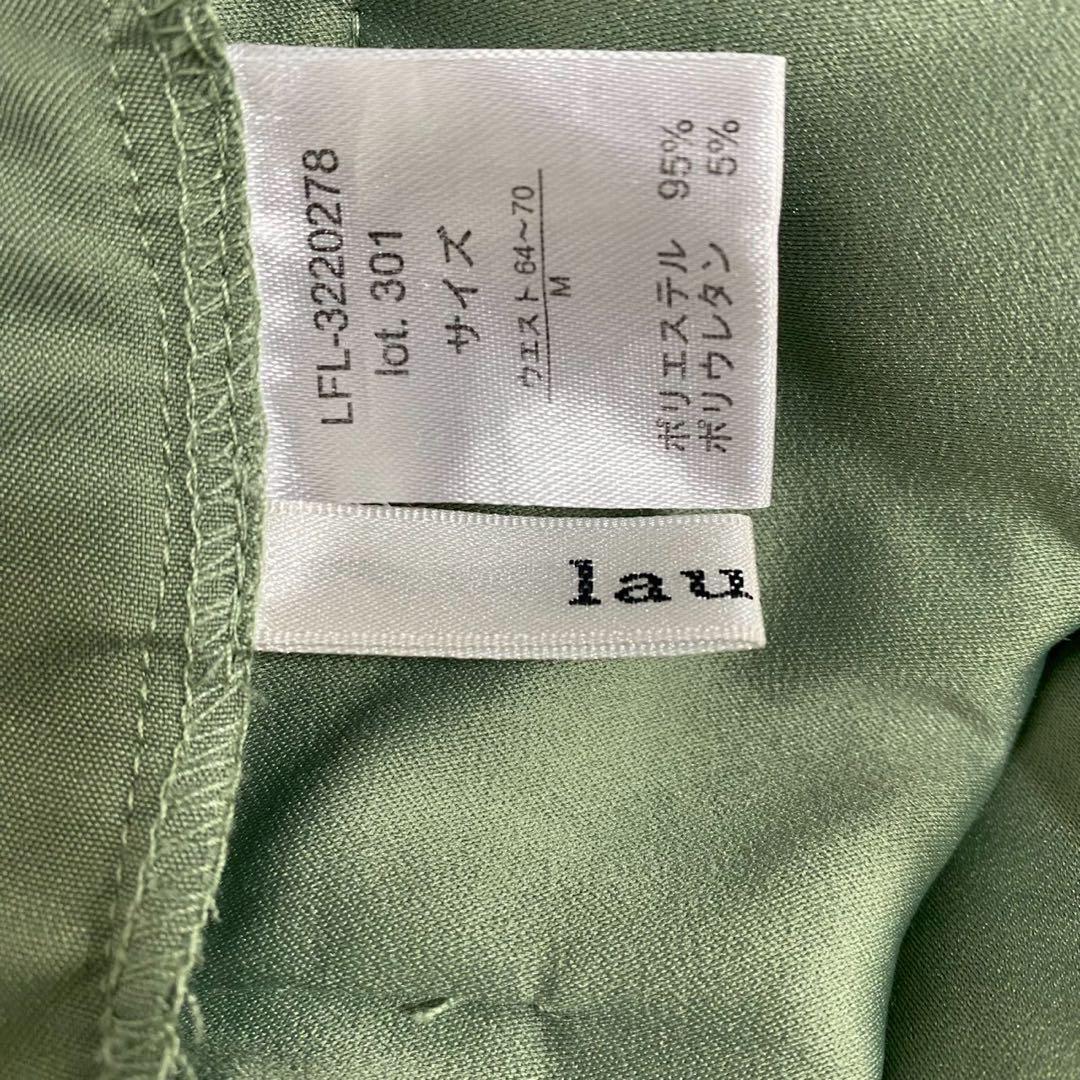 LFL-3220278
lot. 301
サイズ
ウエスト64～70
M
ポリエステル 95%
ポリウレタン 5%
lau